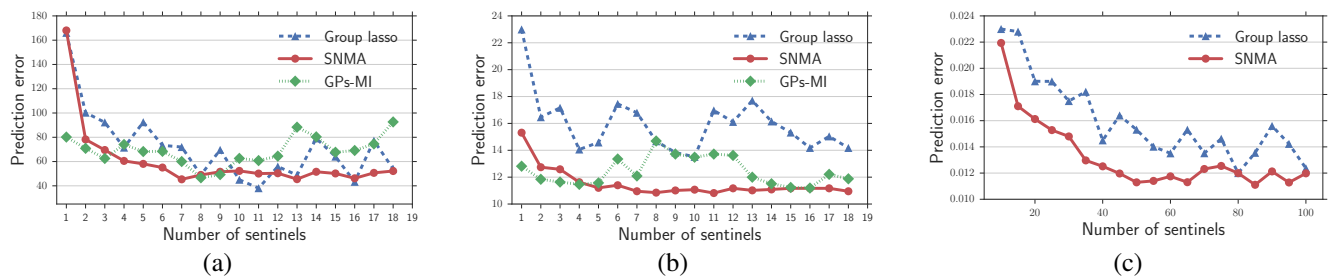 180
160
140
120
100
80
60
40
Prediction error
Group lasso
SNMA
GPs-MI
1 2 3 4 5 6 7 8 9 10 11 12 13 14 15 16 17 18 19
Number of sentinels
(a)
24
22
20
18
16
14
12
10
Prediction error
Group lasso
SNMA
GPs-MI
1 2 3 4 5 6 7 8 9 10 11 12 13 14 15 16 17 18 19
Number of sentinels
(b)
0.024
0.022
0.020
0.018
0.016
0.014
0.012
0.010
Prediction error
Group lasso
SNMA
20 40 60 80 100
Number of sentinels
(c)